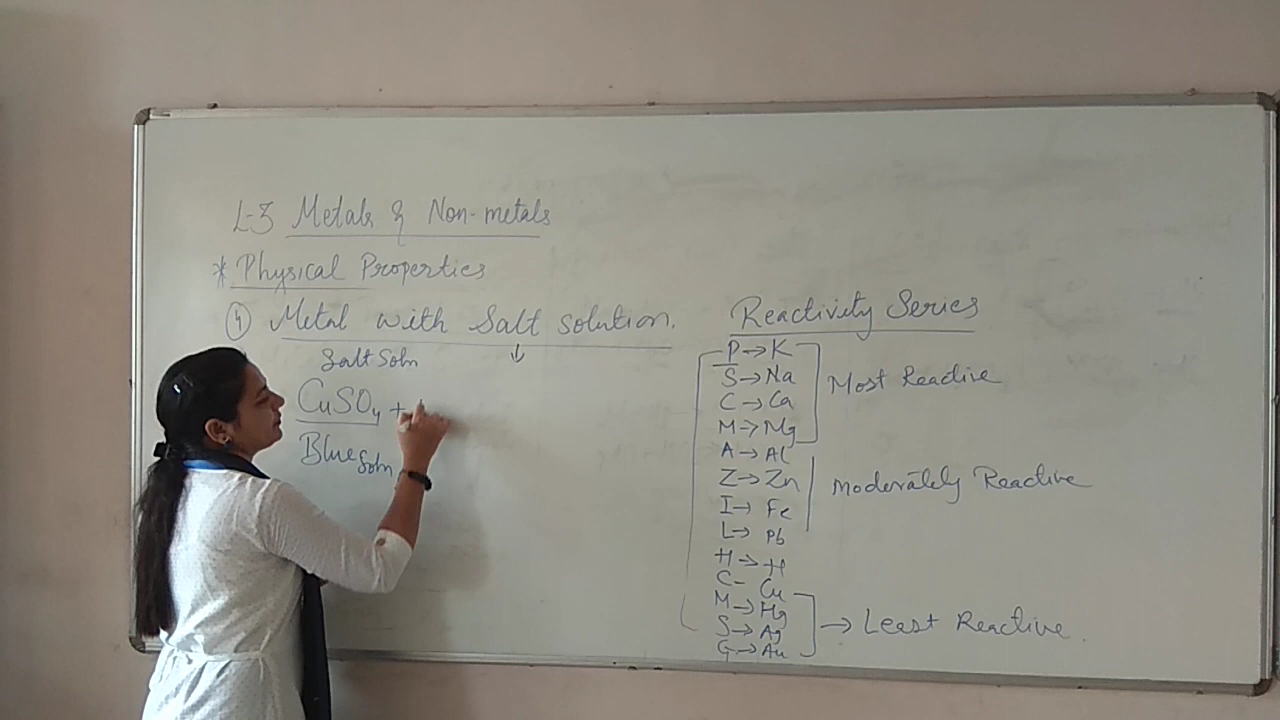 L-3 Metals & Non-metals
* Physical Properties
4 Metal with Salt solution.
↓
Salt Soln
CuSO4 +
Blue Soln
Reactivity Series
P → K
S → Na
C → Ca
M → Mg
Most Reactive
A → Al
Z → Zn
I → Fe
L → Pb
Moderately Reactive
H → H
C - Cu
M → Hg
S → Ag
G → Au
→ Least Reactive.